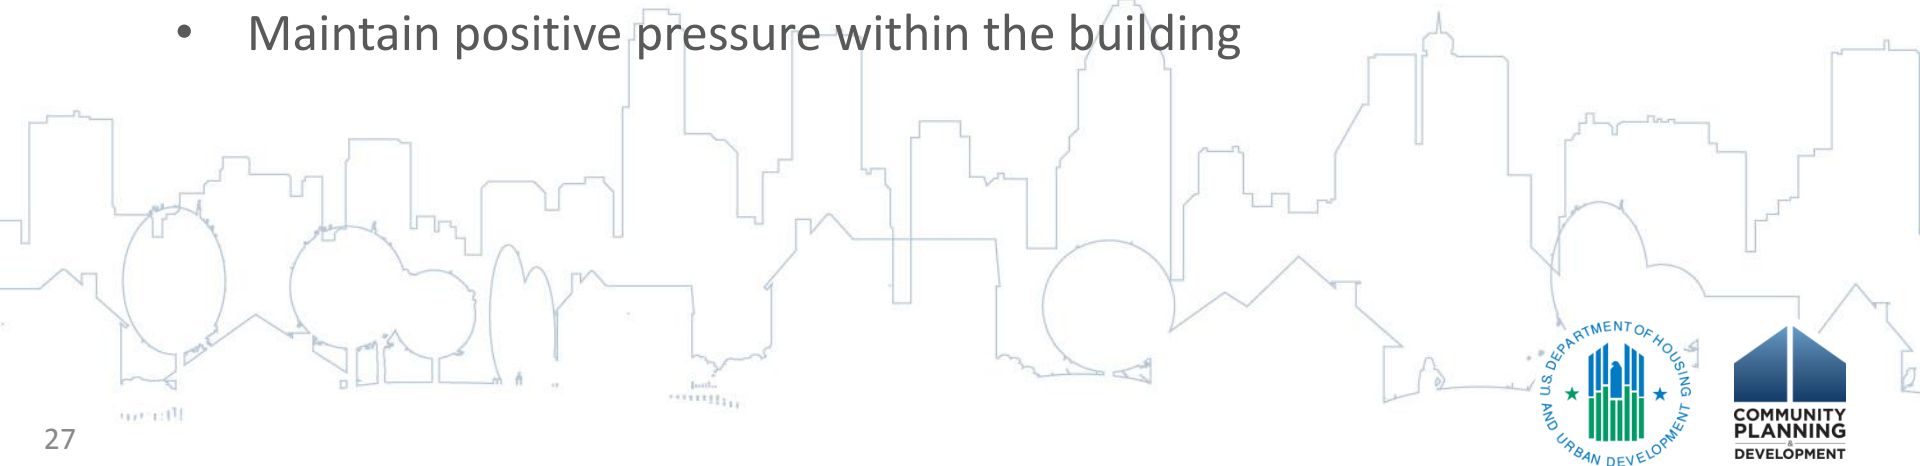 • Maintain positive pressure within the building
27
U.S. DEPARTMENT OF HOUSING AND URBAN DEVELOPMENT
COMMUNITY
PLANNING
&
DEVELOPMENT